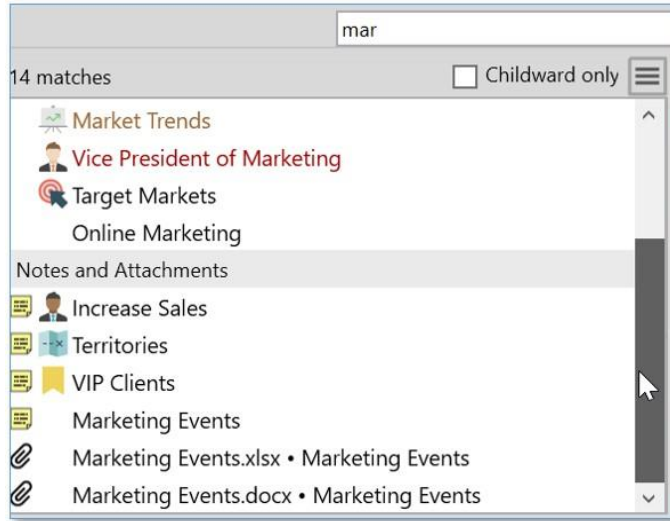 mar
14 matches Childward only
Market Trends
Vice President of Marketing
Target Markets
Online Marketing
Notes and Attachments
Increase Sales
Territories
VIP Clients
Marketing Events
Marketing Events.xlsx • Marketing Events
Marketing Events.docx • Marketing Events